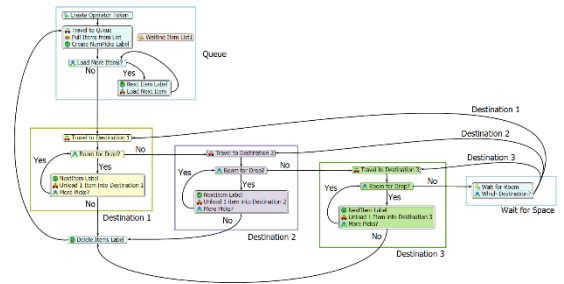 Create Operator Token
Travel to Queue
Pull Items from List
Create NumPicks Label
Waiting Item List1
Load More Items?
Queue
No
Yes
Next Item Label
Load Next Item
Destination 1
Travel to Destination 1
No
Destination 2
Yes
Room for Drop?
Travel to Destination 2
No
Destination 3
Travel to Destination 3
Yes
Yes
Room for Drop?
Yes
Yes
Room for Drop?
No
NextItem Label
Unload 1 Item into Destination 1
More Picks?
Yes
NextItem Label
Unload 1 Item into Destination 2
More Picks?
Yes
Wait for Room
Which Destination?
Wait for Space
NextItem Label
Unload 1 Item into Destination 3
More Picks?
No
Destination 1
No
Destination 2
No
Destination 3
Delete Items Label